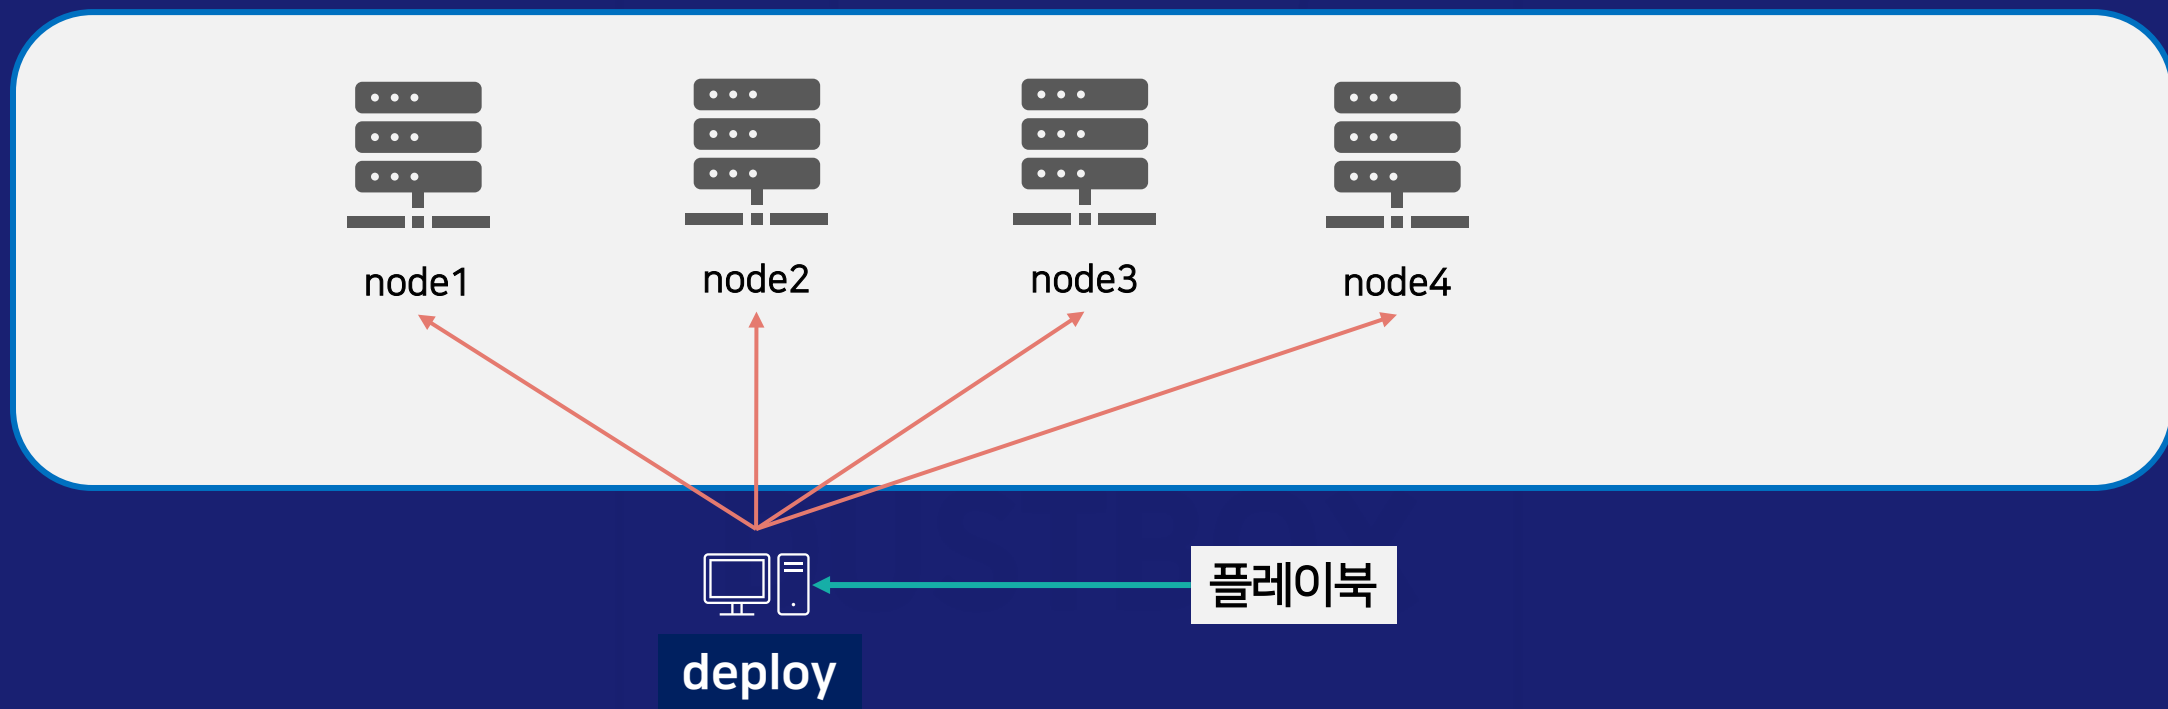 node1
node2
node3
node4
플레이북
deploy